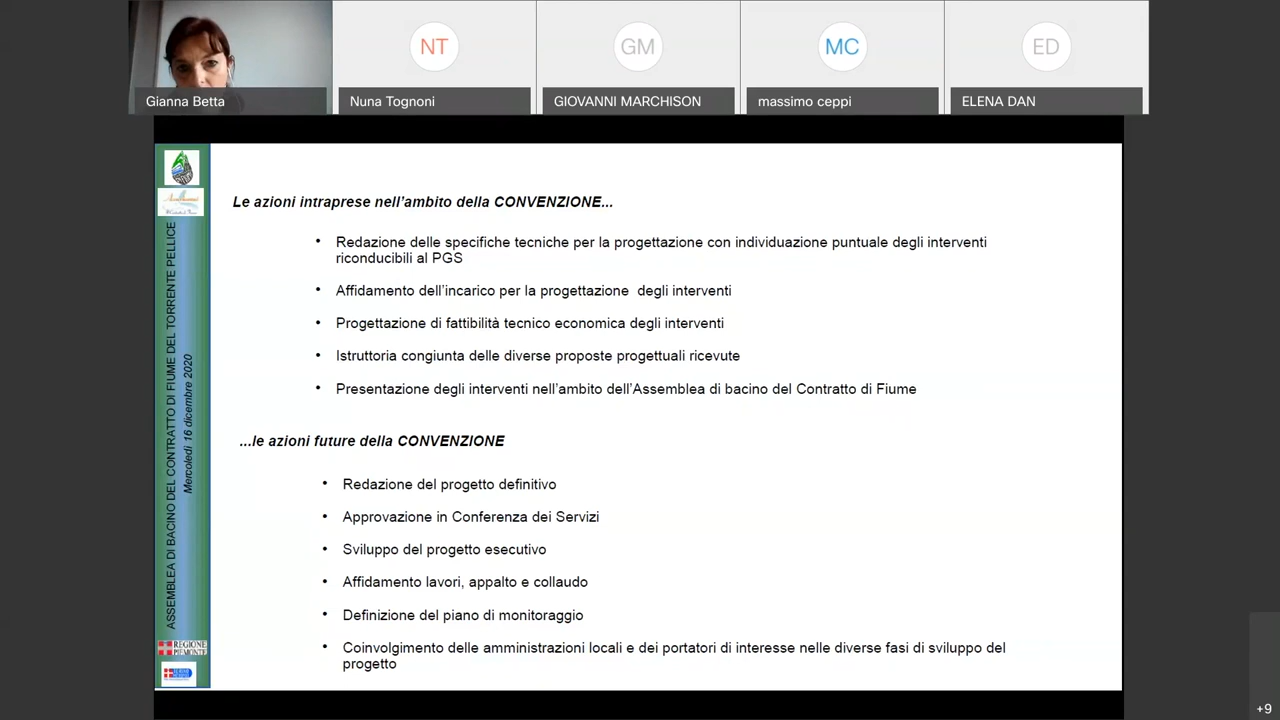 NT
GM
MC
ED
Gianna Betta
Nuna Tognoni
GIOVANNI MARCHISON
massimo ceppi
ELENA DAN
ASSEMBLEA DI BACINO DEL CONTRATTO DI FIUME DEL TORRENTE PELLICE
Mercoledì 16 dicembre 2020
REGIONE
PIEMONTE
Le azioni intraprese nell'ambito della CONVENZIONE...
• Redazione delle specifiche tecniche per la progettazione con individuazione puntuale degli interventi
riconducibili al PGS
• Affidamento dell'incarico per la progettazione degli interventi
• Progettazione di fattibilità tecnico economica degli interventi
• Istruttoria congiunta delle diverse proposte progettuali ricevute
• Presentazione degli interventi nell'ambito dell'Assemblea di bacino del Contratto di Fiume
...le azioni future della CONVENZIONE
• Redazione del progetto definitivo
• Approvazione in Conferenza dei Servizi
• Sviluppo del progetto esecutivo
• Affidamento lavori, appalto e collaudo
• Definizione del piano di monitoraggio
• Coinvolgimento delle amministrazioni locali e dei portatori di interesse nelle diverse fasi di sviluppo del
progetto
+9